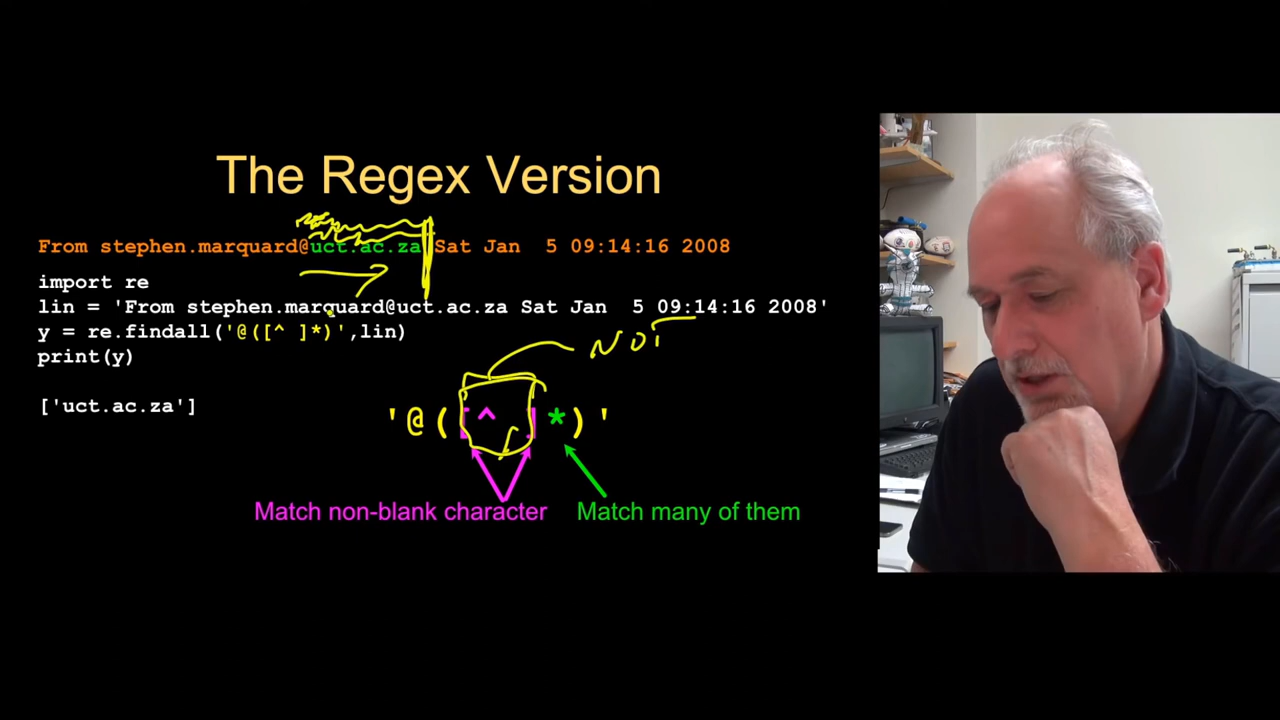 The Regex Version
From stephen.marquard@uct.ac.za Sat Jan  5 09:14:16 2008
import re
lin = 'From stephen.marquard@uct.ac.za Sat Jan  5 09:14:16 2008'
y = re.findall('@([^ ]*)',lin)
print(y)
NOT
['uct.ac.za']
'@([^ ]*)'
Match non-blank character
Match many of them